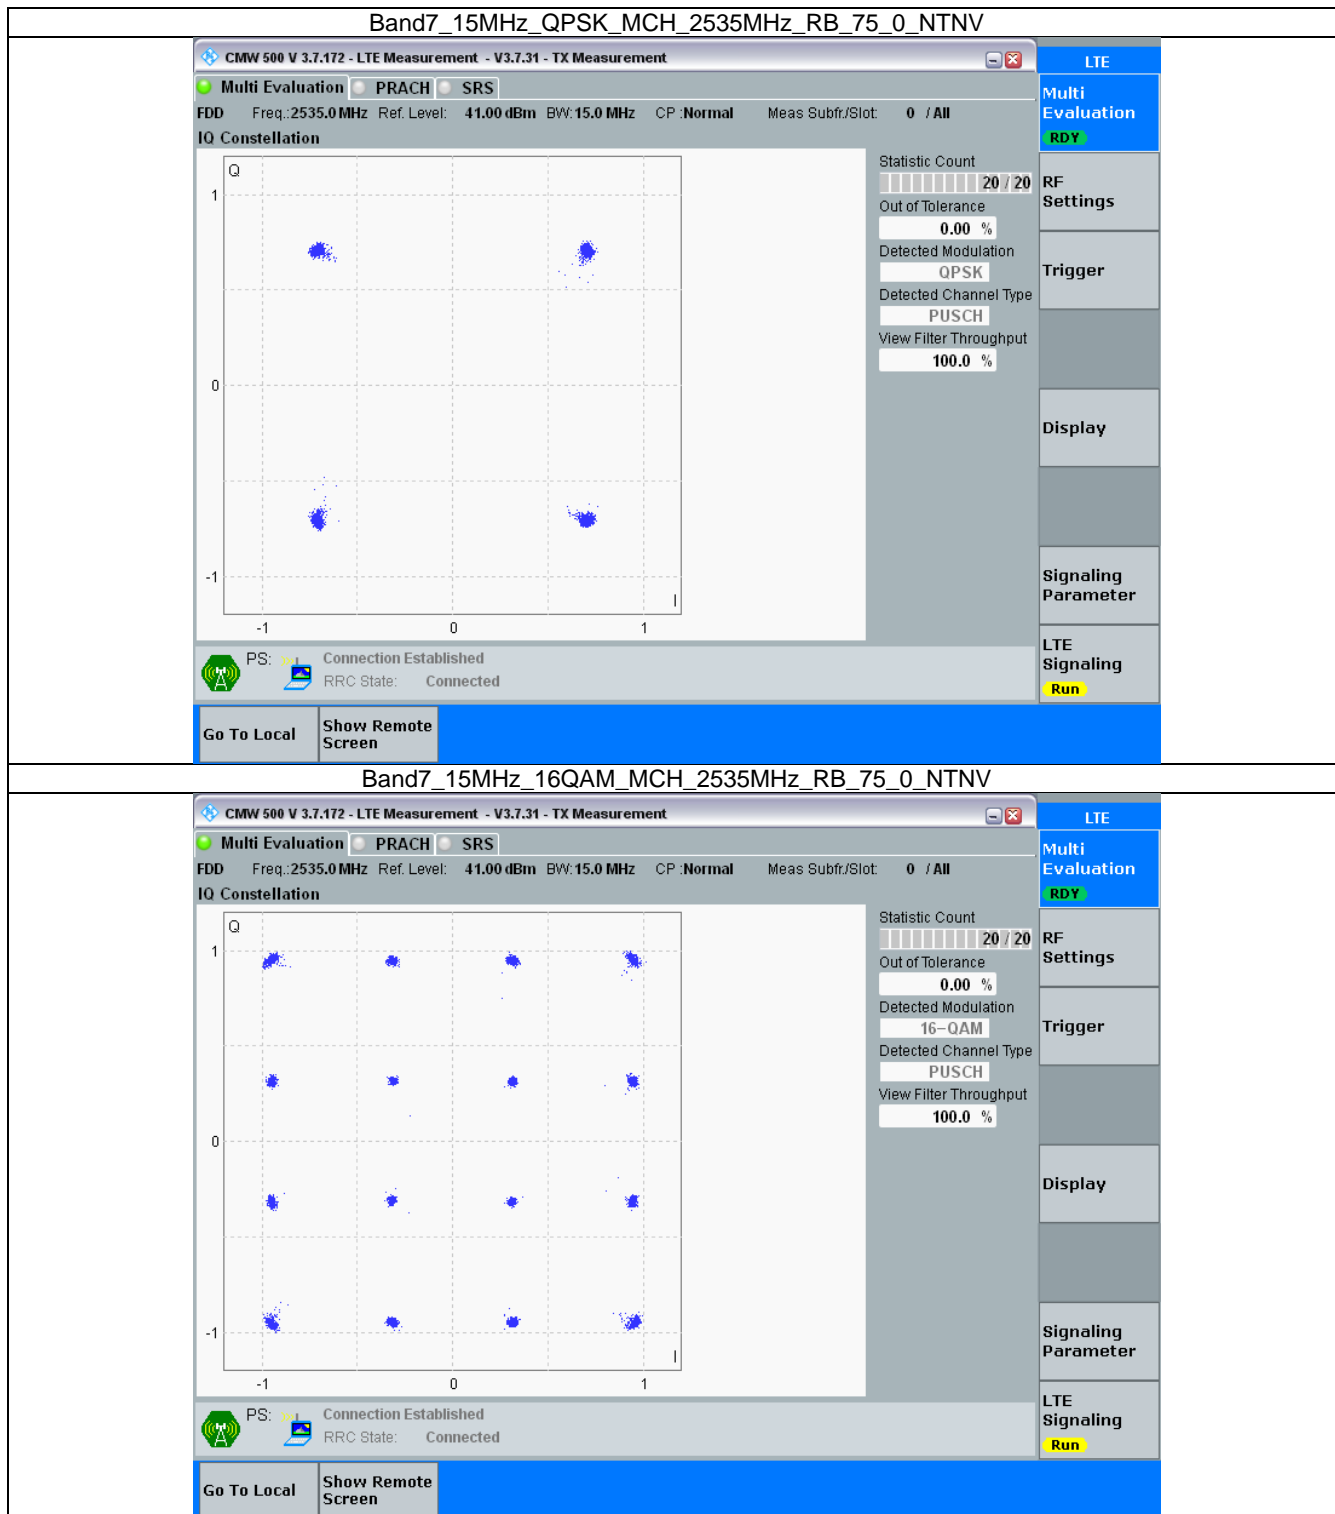 Band7_15MHz_QPSK_MCH_2535MHz_RB_75_0_NTNV
CMW 500 V 3.7.172 - LTE Measurement - V3.7.31 - TX Measurement
LTE
Multi Evaluation PRACH SRS
Multi
Evaluation
RDY
FDD Freq.:2535.0 MHz Ref. Level: 41.00 dBm BW: 15.0 MHz CP :Normal Meas Subfr./Slot: 0 / All
IQ Constellation
Q
1
0
-1
I
-1 0 1
Statistic Count
20 / 20
Out of Tolerance
0.00 %
Detected Modulation
QPSK
Detected Channel Type
PUSCH
View Filter Throughput
100.0 %
RF
Settings
Trigger
Display
Signaling
Parameter
LTE
Signaling
Run
PS: Connection Established
RRC State: Connected
Go To Local
Show Remote
Screen
Band7_15MHz_16QAM_MCH_2535MHz_RB_75_0_NTNV
CMW 500 V 3.7.172 - LTE Measurement - V3.7.31 - TX Measurement
LTE
Multi Evaluation PRACH SRS
Multi
Evaluation
RDY
FDD Freq.:2535.0 MHz Ref. Level: 41.00 dBm BW: 15.0 MHz CP :Normal Meas Subfr./Slot: 0 / All
IQ Constellation
Q
1
0
-1
I
-1 0 1
Statistic Count
20 / 20
Out of Tolerance
0.00 %
Detected Modulation
16-QAM
Detected Channel Type
PUSCH
View Filter Throughput
100.0 %
RF
Settings
Trigger
Display
Signaling
Parameter
LTE
Signaling
Run
PS: Connection Established
RRC State: Connected
Go To Local
Show Remote
Screen